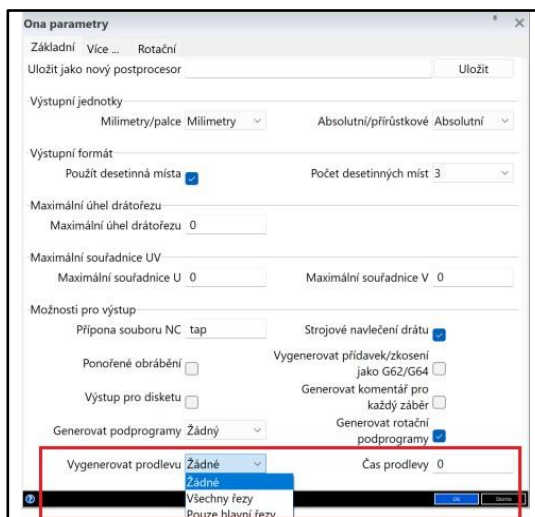 Ona parametry
Základní Více ... Rotační
Uložit jako nový postprocesor Uložit
Výstupní jednotky
Milimetry/palce Milimetry Absolutní/přírůstkové Absolutní
Výstupní formát
Použít desetinná místa Počet desetinných míst 3
Maximální úhel drátořezu
Maximální úhel drátořezu 0
Maximální souřadnice UV
Maximální souřadnice U 0 Maximální souřadnice V 0
Možnosti pro výstup
Přípona souboru NC tap Strojové navlečení drátu
Ponořené obrábění Vygenerovat přídavek/zkosení
jako G62/G64
Výstup pro disketu Generovat komentář pro
každý záběr
Generovat podprogramy Žádný Generovat rotační
podprogramy
Vygenerovat prodlevu Žádné Čas prodlevy 0
Žádné
Všechny řezy
Pouze hlavní řezy
OK Storno